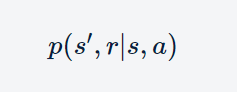 p(s′, r|s, a)